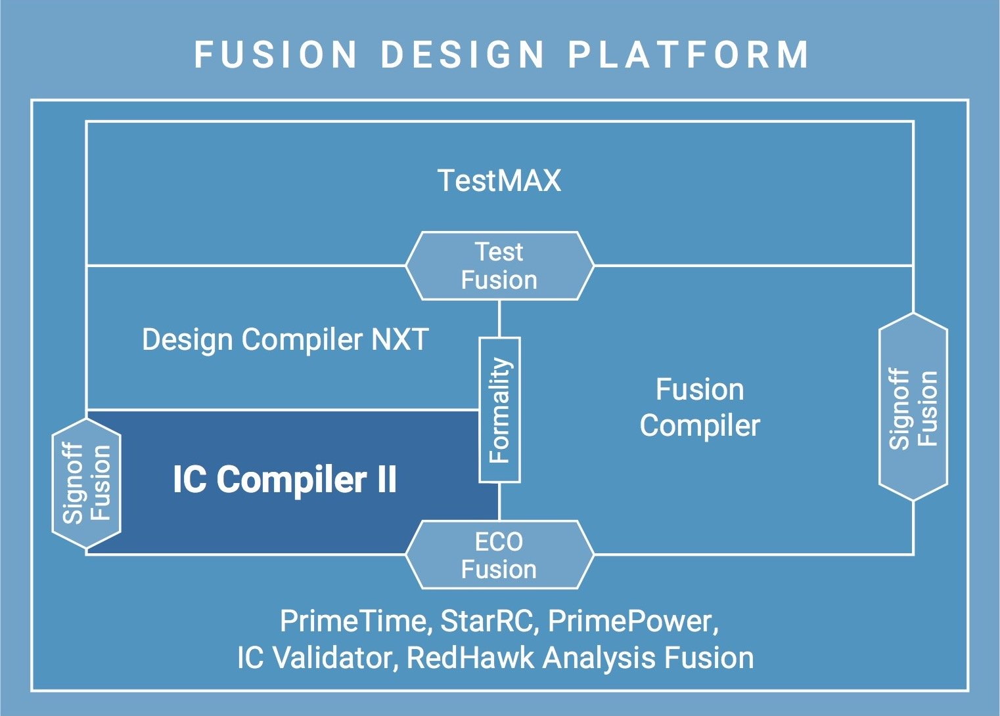 FUSION DESIGN PLATFORM
TestMAX
Test
Fusion
Design Compiler NXT
Formality
Fusion
Compiler
Signoff
Fusion
Signoff
Fusion
IC Compiler II
ECO
Fusion
PrimeTime, StarRC, PrimePower,
IC Validator, RedHawk Analysis Fusion